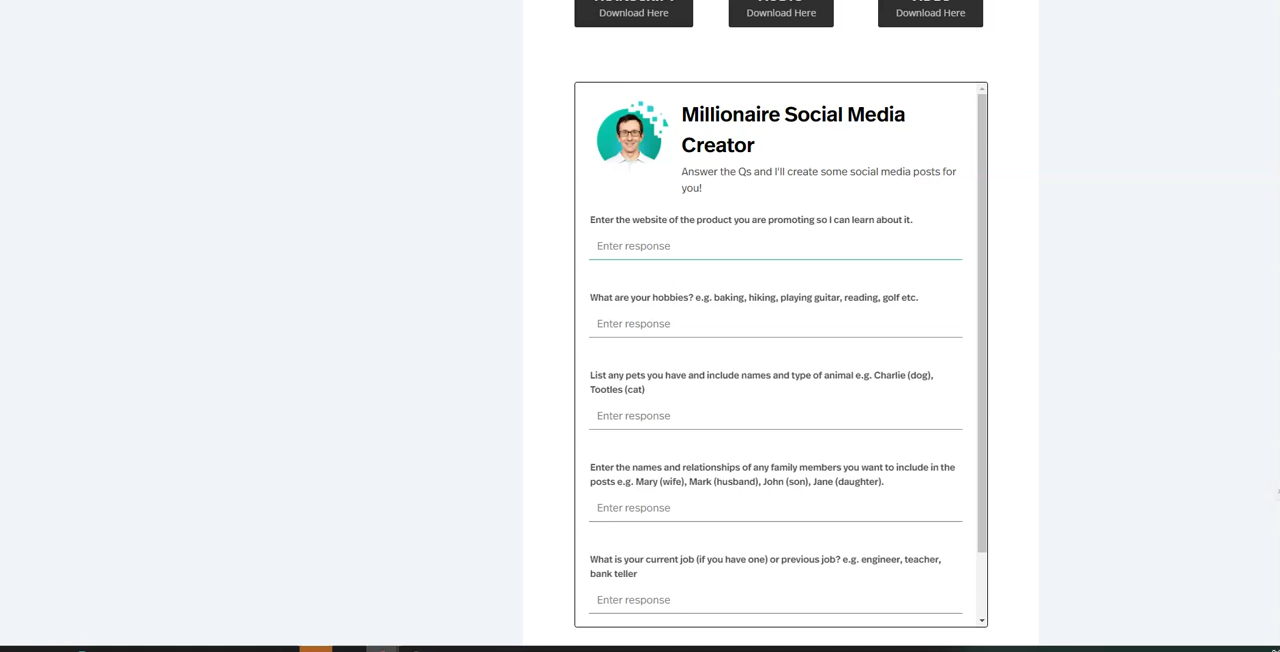 Download Here
Download Here
Download Here
Millionaire Social Media
Creator
Answer the Qs and I'll create some social media posts for
you!
Enter the website of the product you are promoting so I can learn about it.
Enter response
What are your hobbies? e.g. baking, hiking, playing guitar, reading, golf etc.
Enter response
List any pets you have and include names and type of animal e.g. Charlie (dog),
Tootles (cat)
Enter response
Enter the names and relationships of any family members you want to include in the
posts e.g. Mary (wife), Mark (husband), John (son), Jane (daughter).
Enter response
What is your current job (if you have one) or previous job? e.g. engineer, teacher,
bank teller
Enter response